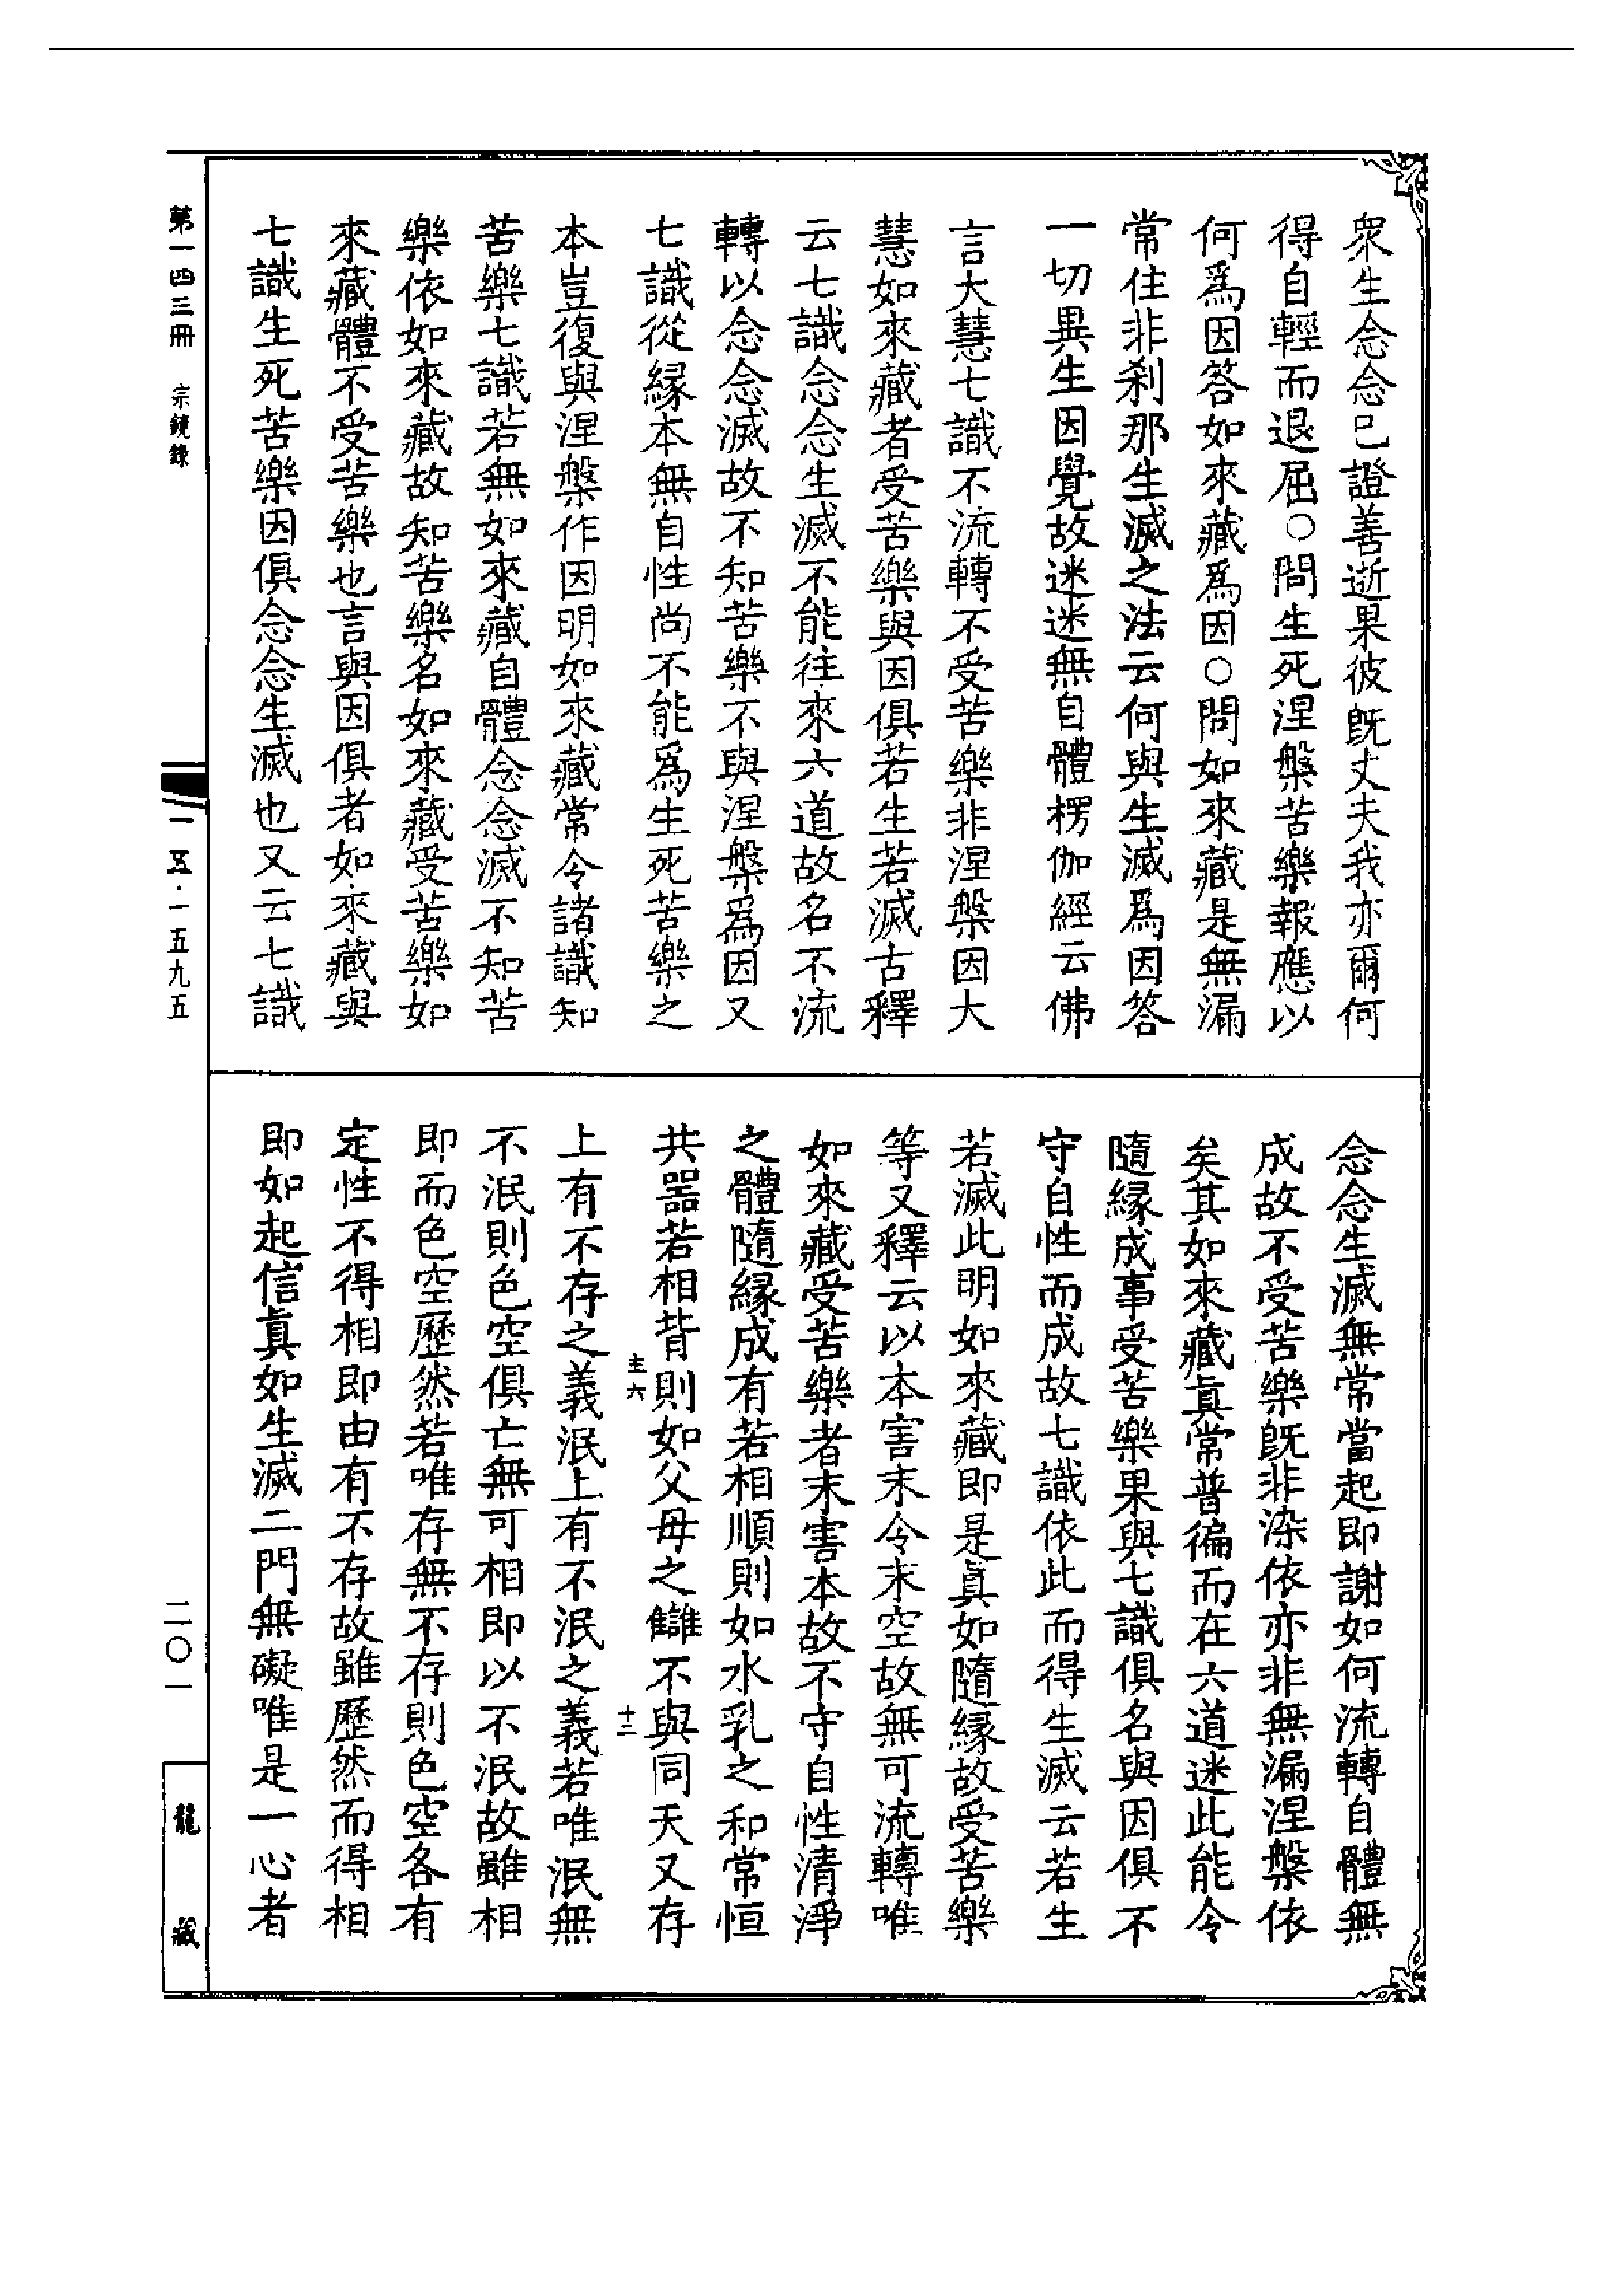 衆生念念已證善逝果彼旣丈夫我亦爾何
得自輕而退屈○問生死涅槃苦樂報應以
何爲因答如來藏爲因○問如來藏是無漏
常住非刹那生滅之法云何與生滅爲因答
一切異生因覺故迷迷無自體楞伽經云佛
言大慧七識不流轉不受苦樂非涅槃因大
慧如來藏者受苦樂與因俱若生若滅古釋
云七識念念生滅不能往來六道故名不流
轉以念念滅故不知苦樂不與涅槃爲因又
七識從緣本無自性尚不能爲生死苦樂之
本豈復與涅槃作因明如來藏常令諸識知
苦樂七識若無如來藏自體念念滅不知苦
樂依如來藏故知苦樂名如來藏受苦樂如
來藏體不受苦樂也言與因俱者如來藏與
七識生死苦樂因俱念念生滅也又云七識
念念生滅無常當起即謝如何流轉自體無
成故不受苦樂旣非染依亦非無漏涅槃依
矣其如來藏眞常普徧而在六道迷此能令
隨緣成事受苦樂果與七識俱名與因俱不
守自性而成故七識依此而得生滅云若生
若滅此明如來藏即是眞如隨緣故受苦樂
等又釋云以本害末令末空故無可流轉唯
如來藏受苦樂者末害本故不守自性清淨
之體隨緣成有若相順則如水乳之和常恒
共器若相背則如父母之讎不與同天又存
上有不存之義泯上有不泯之義若唯泯無
不泯則色空俱亡無可相即以不泯故雖相
即而色空歷然若唯存無不存則色空各有
定性不得相即由有不存故雖歷然而得相
即如起信眞如生滅二門無礙唯是一心者
主六
十二
第一四三冊 宗鏡錄
一五·一五九五
二○一
龍藏